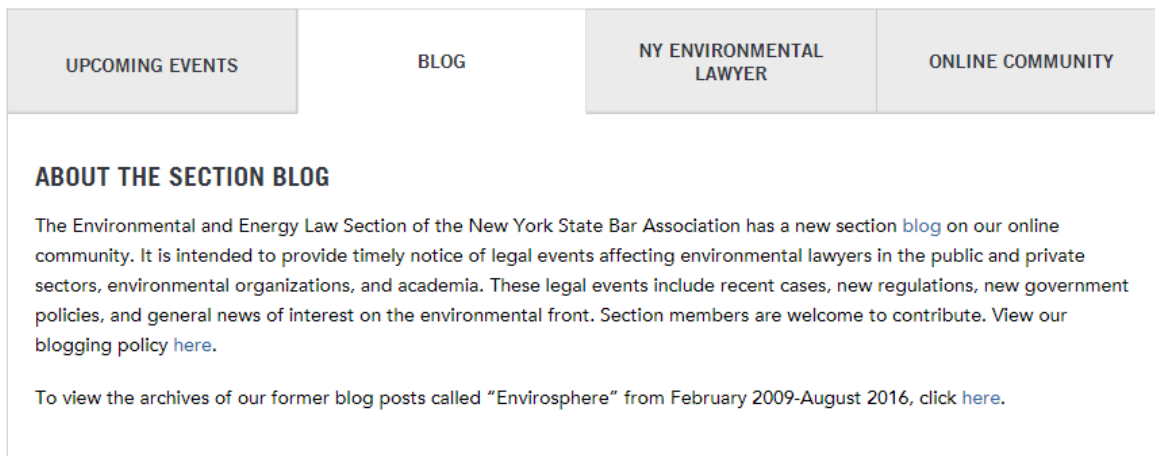 UPCOMING EVENTS
BLOG
NY ENVIRONMENTAL
LAWYER
ONLINE COMMUNITY
ABOUT THE SECTION BLOG
The Environmental and Energy Law Section of the New York State Bar Association has a new section blog on our online
community. It is intended to provide timely notice of legal events affecting environmental lawyers in the public and private
sectors, environmental organizations, and academia. These legal events include recent cases, new regulations, new government
policies, and general news of interest on the environmental front. Section members are welcome to contribute. View our
blogging policy here.
To view the archives of our former blog posts called “Envirosphere” from February 2009-August 2016, click here.